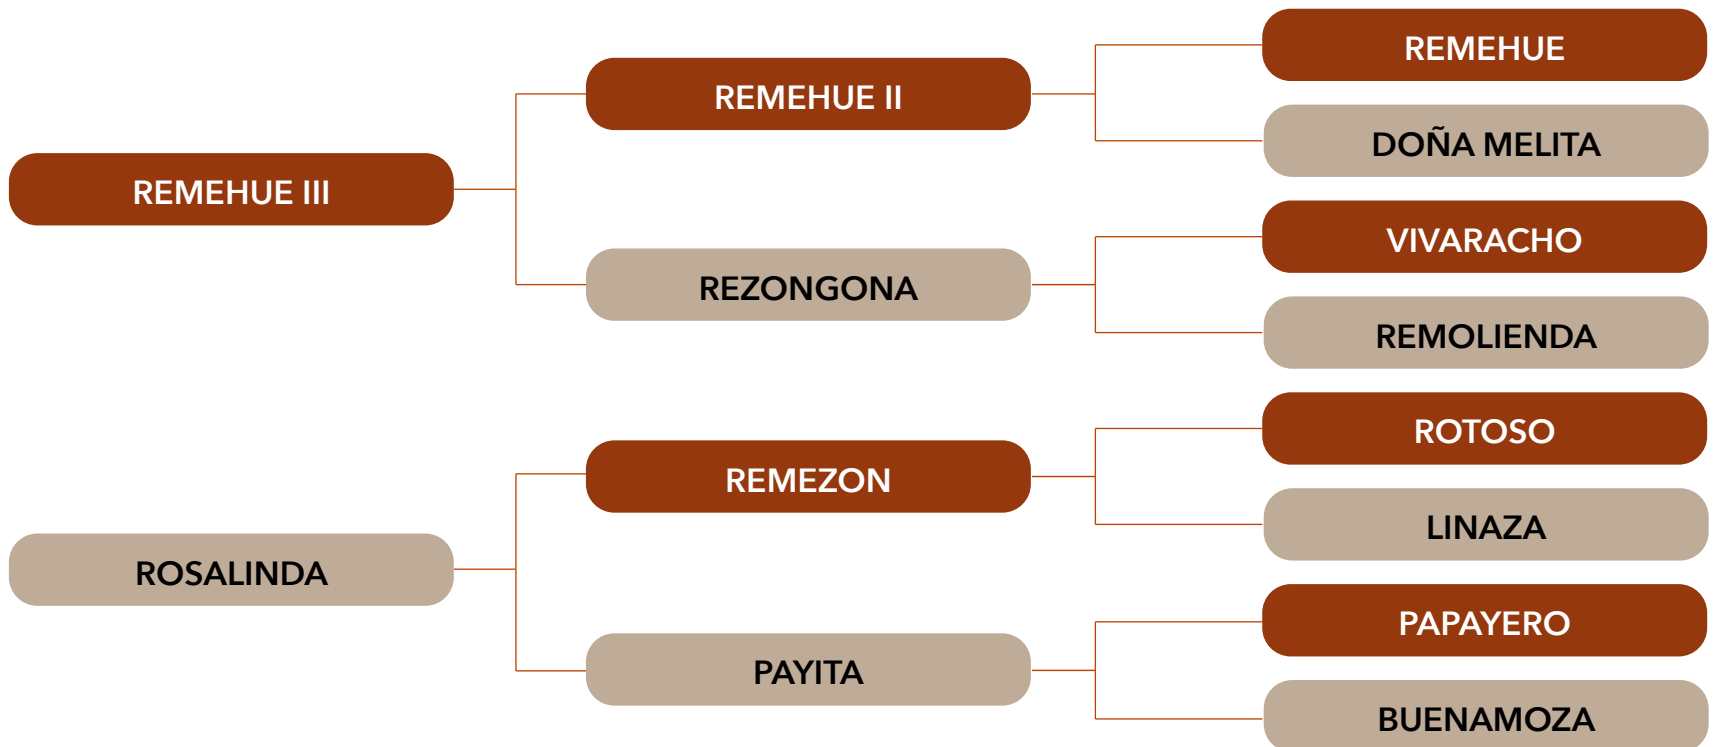 REMEHUE
REMEHUE II
DOÑA MELITA
REMEHUE III
VIVARACHO
REZONGONA
REMOLIENDA
ROTOSO
REMEZON
LINAZA
ROSALINDA
PAPAYERO
PAYITA
BUENAMOZA